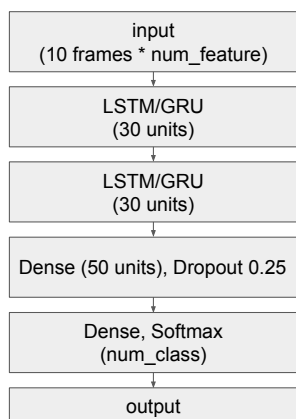 input
(10 frames * num_feature)
LSTM/GRU
(30 units)
LSTM/GRU
(30 units)
Dense (50 units), Dropout 0.25
Dense, Softmax
(num_class)
output